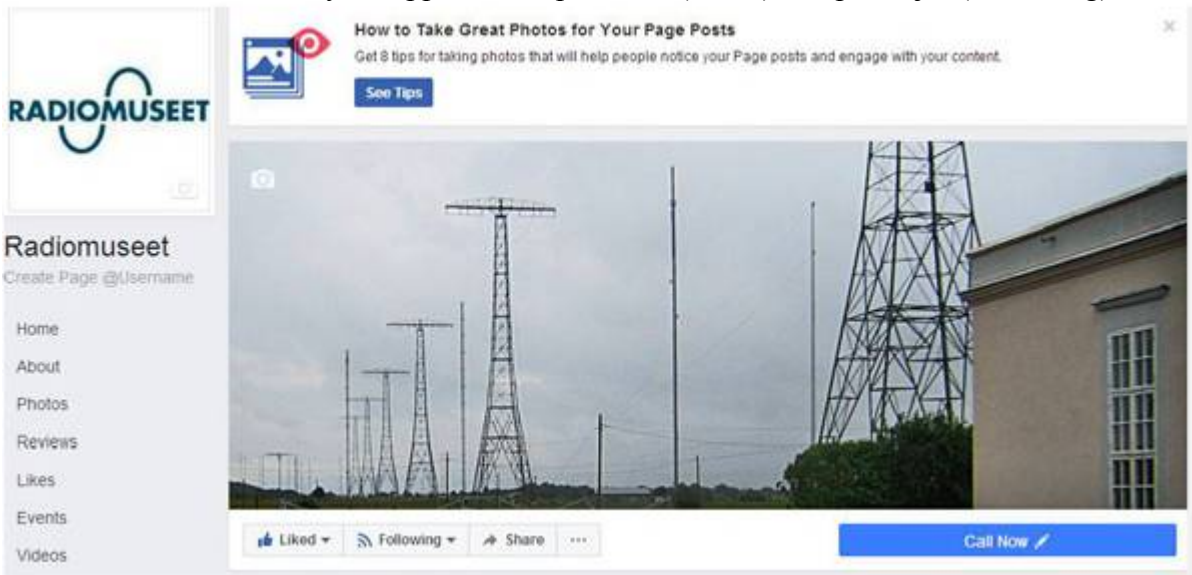 RADIOMUSEET
Radiomuseet
Create Page @Username
Home
About
Photos
Reviews
Likes
Events
Videos
How to Take Great Photos for Your Page Posts
Get 8 tips for taking photos that will help people notice your Page posts and engage with your content.
See Tips
Liked
Following
Share
Call Now